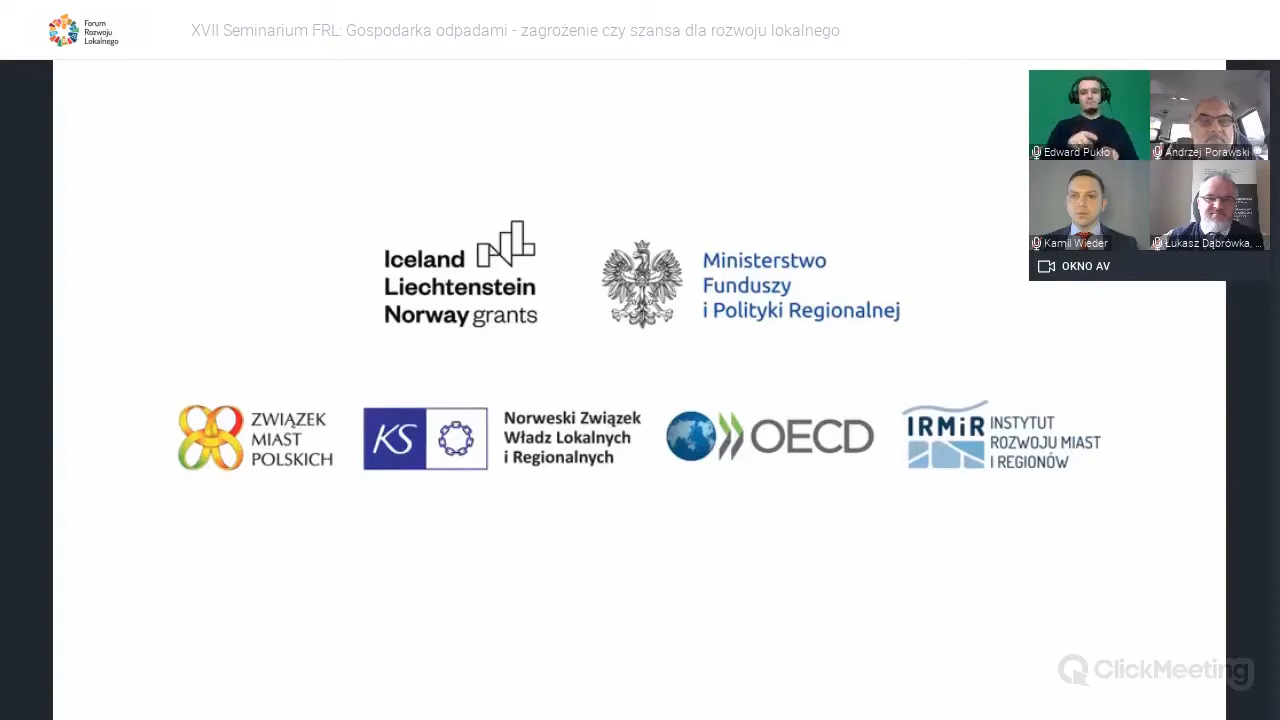 Forum
Rozwoju
Lokalnego
XVII Seminarium FRL: Gospodarka odpadami - zagrożenie czy szansa dla rozwoju lokalnego
Edward Pukło
Andrzej Porawski
Kamil Wieder
Łukasz Dąbrówka, ...
OKNO AV
Iceland
Liechtenstein
Norway grants
Ministerstwo
Funduszy
i Polityki Regionalnej
ZWIĄZEK
MIAST
POLSKICH
KS
Norweski Związek
Władz Lokalnych
i Regionalnych
OECD
IRMiR
INSTYTUT
ROZWOJU MIAST
I REGIONÓW
ClickMeeting